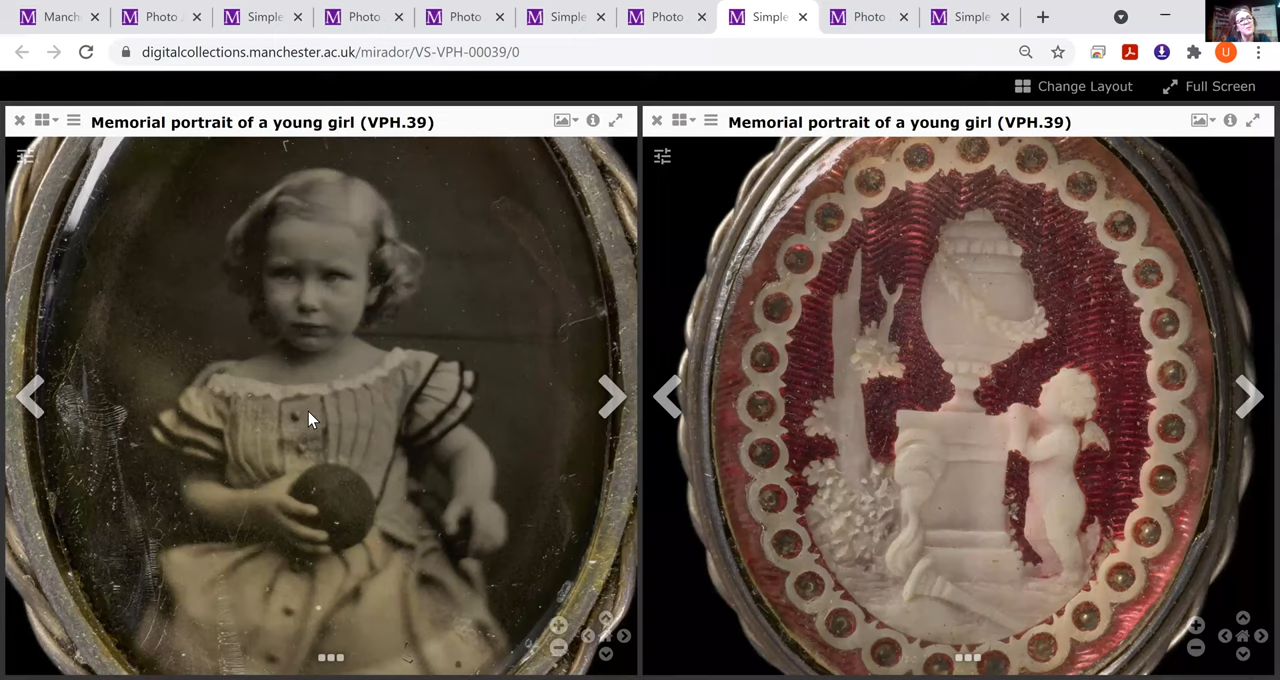 Manch
Photo
Simple
Photo
Photo
Simple
Photo
Simple
Photo
Simple
digitalcollections.manchester.ac.uk/mirador/VS-VPH-00039/0
U
Change Layout
Full Screen
Memorial portrait of a young girl (VPH.39)
Memorial portrait of a young girl (VPH.39)